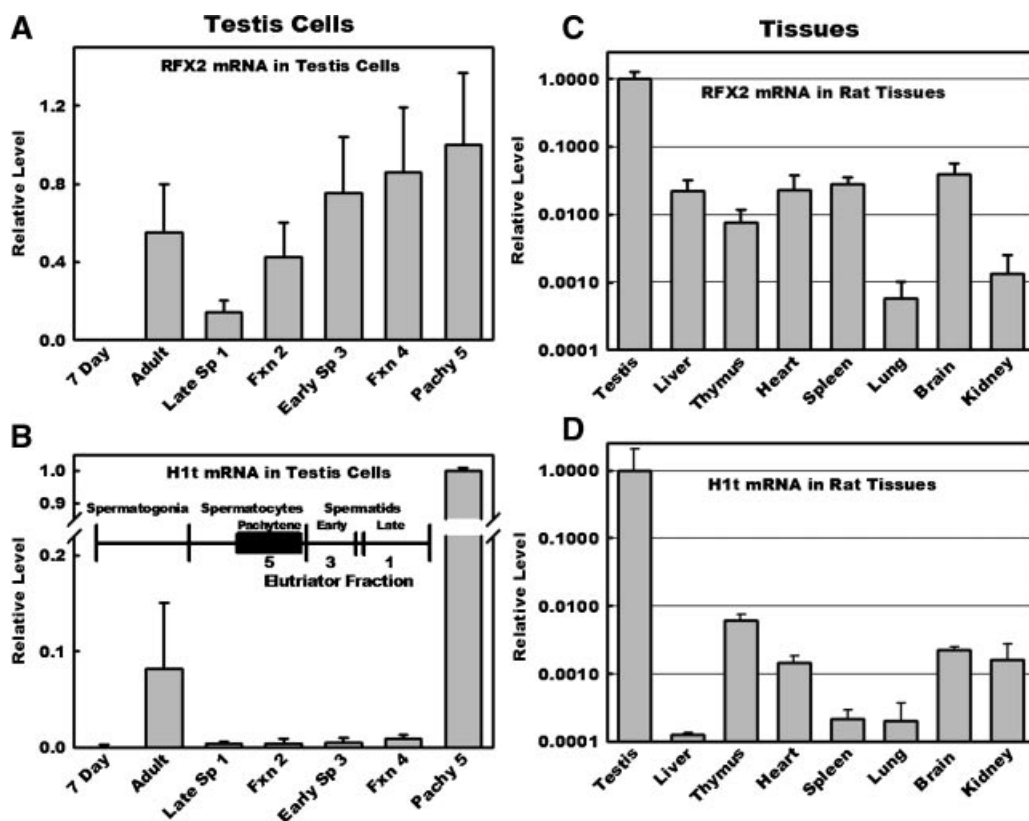 A
Testis Cells
RFX2 mRNA in Testis Cells
Relative Level
1.2
0.8
0.4
0.0
7 Day
Adult
Late Sp 1
Fxn 2
Early Sp 3
Fxn 4
Pachy 5
B
H1t mRNA in Testis Cells
Relative Level
1.0
0.9
0.2
0.1
0.0
Spermatogonia Spermatocytes Spermatids
Pachytene Early Late
5 3 1
Elutriator Fraction
7 Day
Adult
Late Sp 1
Fxn 2
Early Sp 3
Fxn 4
Pachy 5
C
Tissues
RFX2 mRNA in Rat Tissues
Relative Level
1.0000
0.1000
0.0100
0.0010
0.0001
Testis
Liver
Thymus
Heart
Spleen
Lung
Brain
Kidney
D
H1t mRNA in Rat Tissues
Relative Level
1.0000
0.1000
0.0100
0.0010
0.0001
Testis
Liver
Thymus
Heart
Spleen
Lung
Brain
Kidney